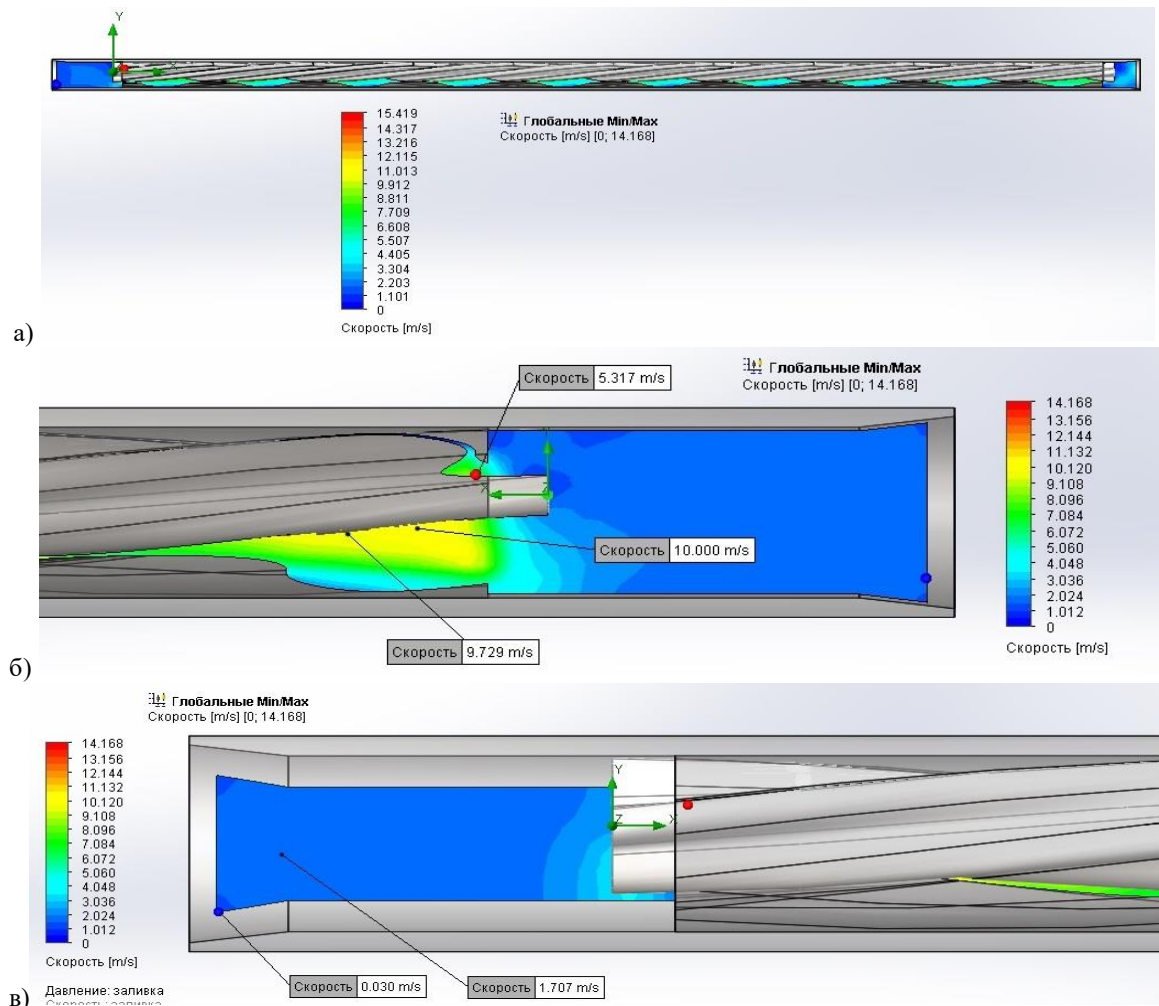 Y
X
15.419
14.317
13.216
12.115
11.013
9.912
8.811
7.709
6.608
5.507
4.405
3.304
2.203
1.101
0
Скорость [m/s]
Глобальные Min/Max
Скорость [m/s] [0; 14.168]
а)
Скорость 5.317 m/s
Глобальные Min/Max
Скорость [m/s] [0; 14.168]
X
Скорость 10.000 m/s
Скорость 9.729 m/s
14.168
13.156
12.144
11.132
10.120
9.108
8.096
7.084
6.072
5.060
4.048
3.036
2.024
1.012
0
Скорость [m/s]
б)
Глобальные Min/Max
Скорость [m/s] [0; 14.168]
14.168
13.156
12.144
11.132
10.120
9.108
8.096
7.084
6.072
5.060
4.048
3.036
2.024
1.012
0
Скорость [m/s]
Y
Z
X
Скорость 0.030 m/s
Скорость 1.707 m/s
Давление: заливка
Скорость: заливка
в)